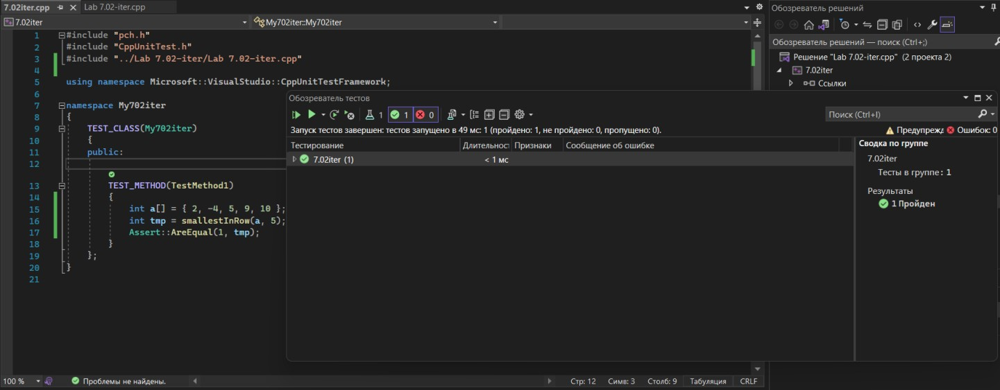 7.02iter.cpp
Lab 7.02-iter.cpp
7.02iter
My702iter::My702iter
1 #include "pch.h"
2 #include "CppUnitTest.h"
3 #include "../Lab 7.02-iter/Lab 7.02-iter.cpp"
4
5 using namespace Microsoft::VisualStudio::CppUnitTestFramework;
6
7 namespace My702iter
8 {
9 TEST_CLASS(My702iter)
10 {
11 public:
12
13 TEST_METHOD(TestMethod1)
14 {
15 int a[] = { 2, -4, 5, 9, 10 };
16 int tmp = smallestInRow(a, 5);
17 Assert::AreEqual(1, tmp);
18 }
19 };
20 }
21
100 %
Проблемы не найдены.
Стр: 12
Симв: 3
Столб: 9
Табуляция
CRLF
Обозреватель тестов
1 1 0
Поиск (Ctrl+I)
Запуск тестов завершен: тестов запущено в 49 мс: 1 (пройдено: 1, не пройдено: 0, пропущено: 0).
Предупрежд
Ошибок: 0
Тестирование
Длительност
Признаки
Сообщение об ошибке
7.02iter (1)
< 1 мс
Сводка по группе
7.02iter
Тесты в группе: 1
Результаты
1 Пройден
Обозреватель решений
Обозреватель решений — поиск (Ctrl+;)
Решение "Lab 7.02-iter.cpp" (2 проекта 2)
7.02iter
Ссылки